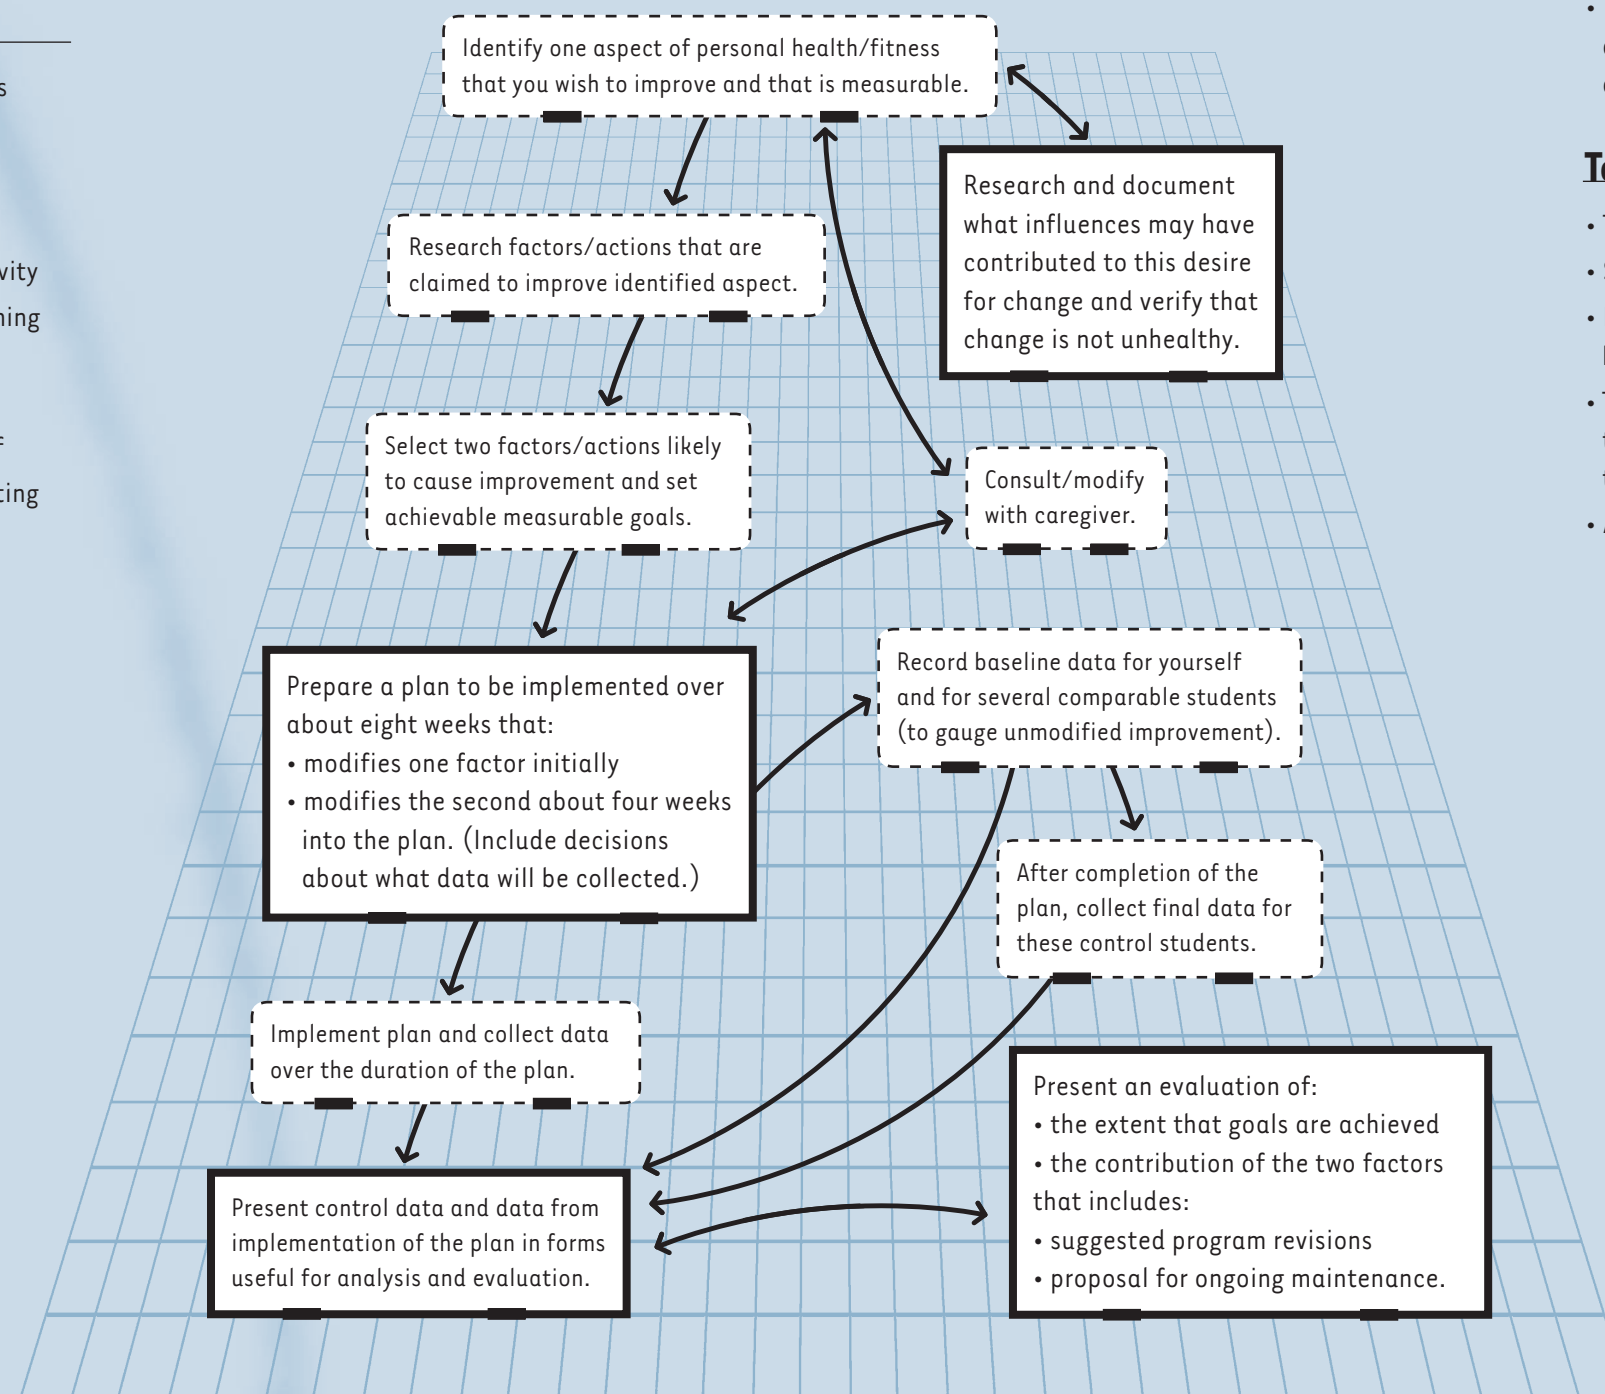 Identify one aspect of personal health/fitness
that you wish to improve and that is measurable.
Research and document
what influences may have
contributed to this desire
for change and verify that
change is not unhealthy.
Research factors/actions that are
claimed to improve identified aspect.
Select two factors/actions likely
to cause improvement and set
achievable measurable goals.
Consult/modify
with caregiver.
Prepare a plan to be implemented over
about eight weeks that:
• modifies one factor initially
• modifies the second about four weeks
into the plan. (Include decisions
about what data will be collected.)
Record baseline data for yourself
and for several comparable students
(to gauge unmodified improvement).
After completion of the
plan, collect final data for
these control students.
Implement plan and collect data
over the duration of the plan.
Present control data and data from
implementation of the plan in forms
useful for analysis and evaluation.
Present an evaluation of:
• the extent that goals are achieved
• the contribution of the two factors
that includes:
• suggested program revisions
• proposal for ongoing maintenance.